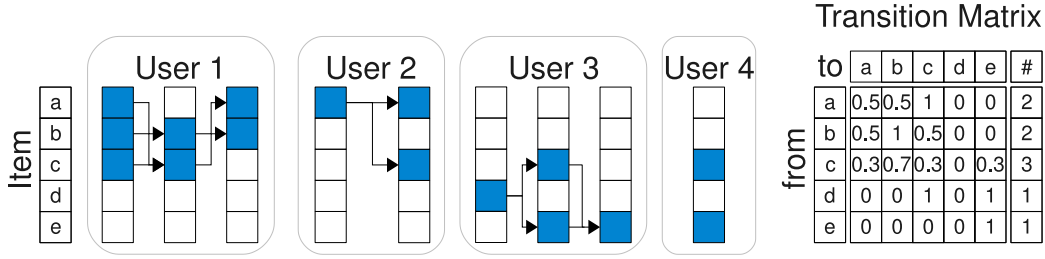 Transition Matrix
User 1 User 2 User 3 User 4
to a b c d e #
Item
a
b
c
d
e
from
a 0.5 0.5 1 0 0 2
b 0.5 1 0.5 0 0 2
c 0.3 0.7 0.3 0 0.3 3
d 0 0 1 0 1 1
e 0 0 0 0 1 1